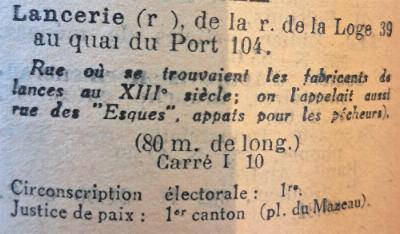 Lancerie (r ), de la r. de la Loge 39
au quai du Port 104.
Rue où se trouvaient les fabricants de
lances au XIIIe siècle; on l'appelait aussi
rue des "Esques", appats pour les pêcheurs).
(80 m. de long.)
Carré I 10
Circonscription électorale : 1re.
Justice de paix : 1er canton (pl. du Mazeau).